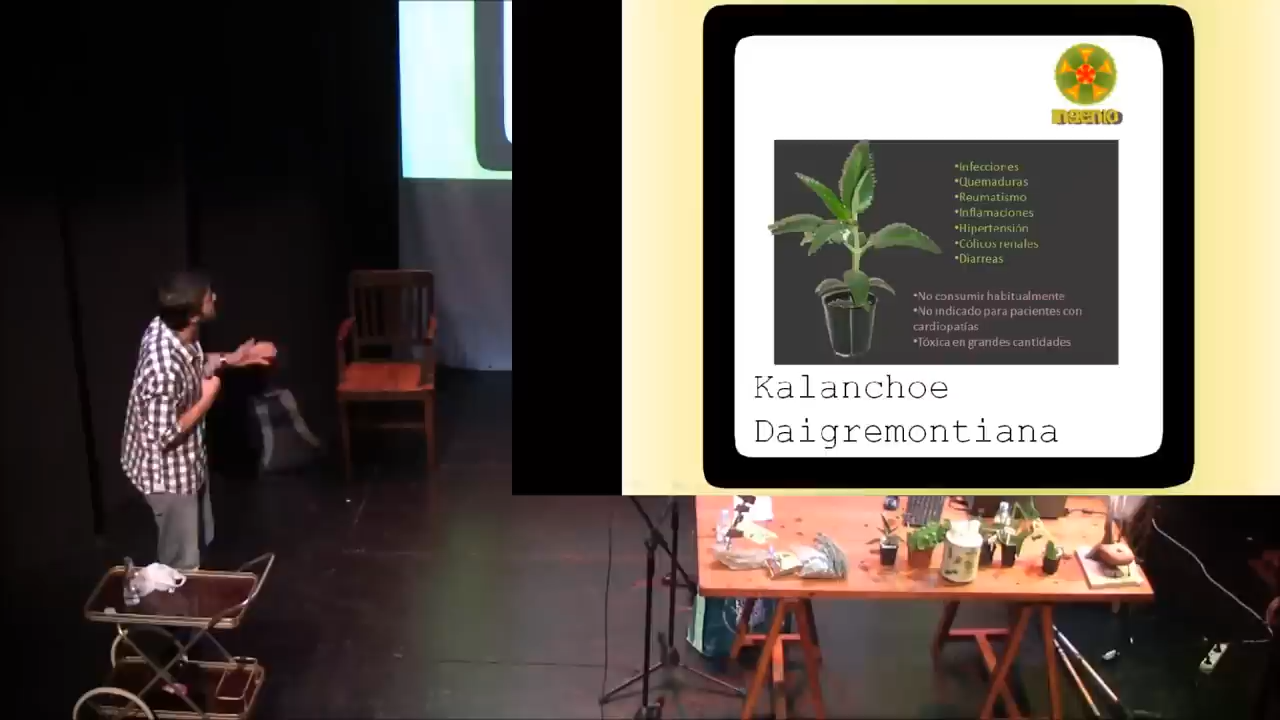 Ingenio
•Infecciones
•Quemaduras
•Reumatismo
•Inflamaciones
•Hipertensión
•Cólicos renales
•Diarreas
•No consumir habitualmente
•No indicado para pacientes con
cardiopatías
•Tóxica en grandes cantidades
Kalanchoe
Daigremontiana